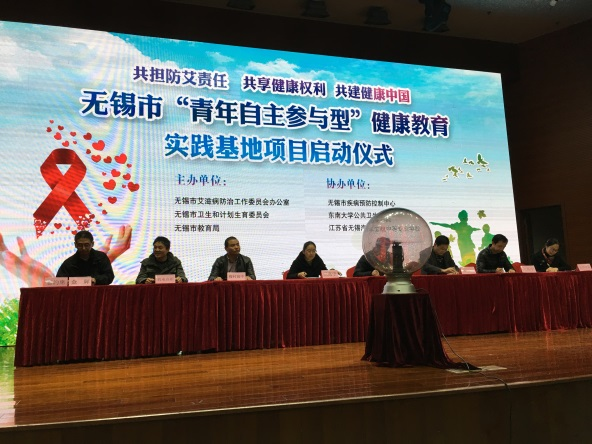 共担防艾责任 共享健康权利 共建健康中国
无锡市“青年自主参与型”健康教育
实践基地项目启动仪式
主办单位：
无锡市艾滋病防治工作委员会办公室
无锡市卫生和计划生育委员会
无锡市教育局
协办单位：
无锡市疾病预防控制中心
东南大学公共卫生
江苏省无锡